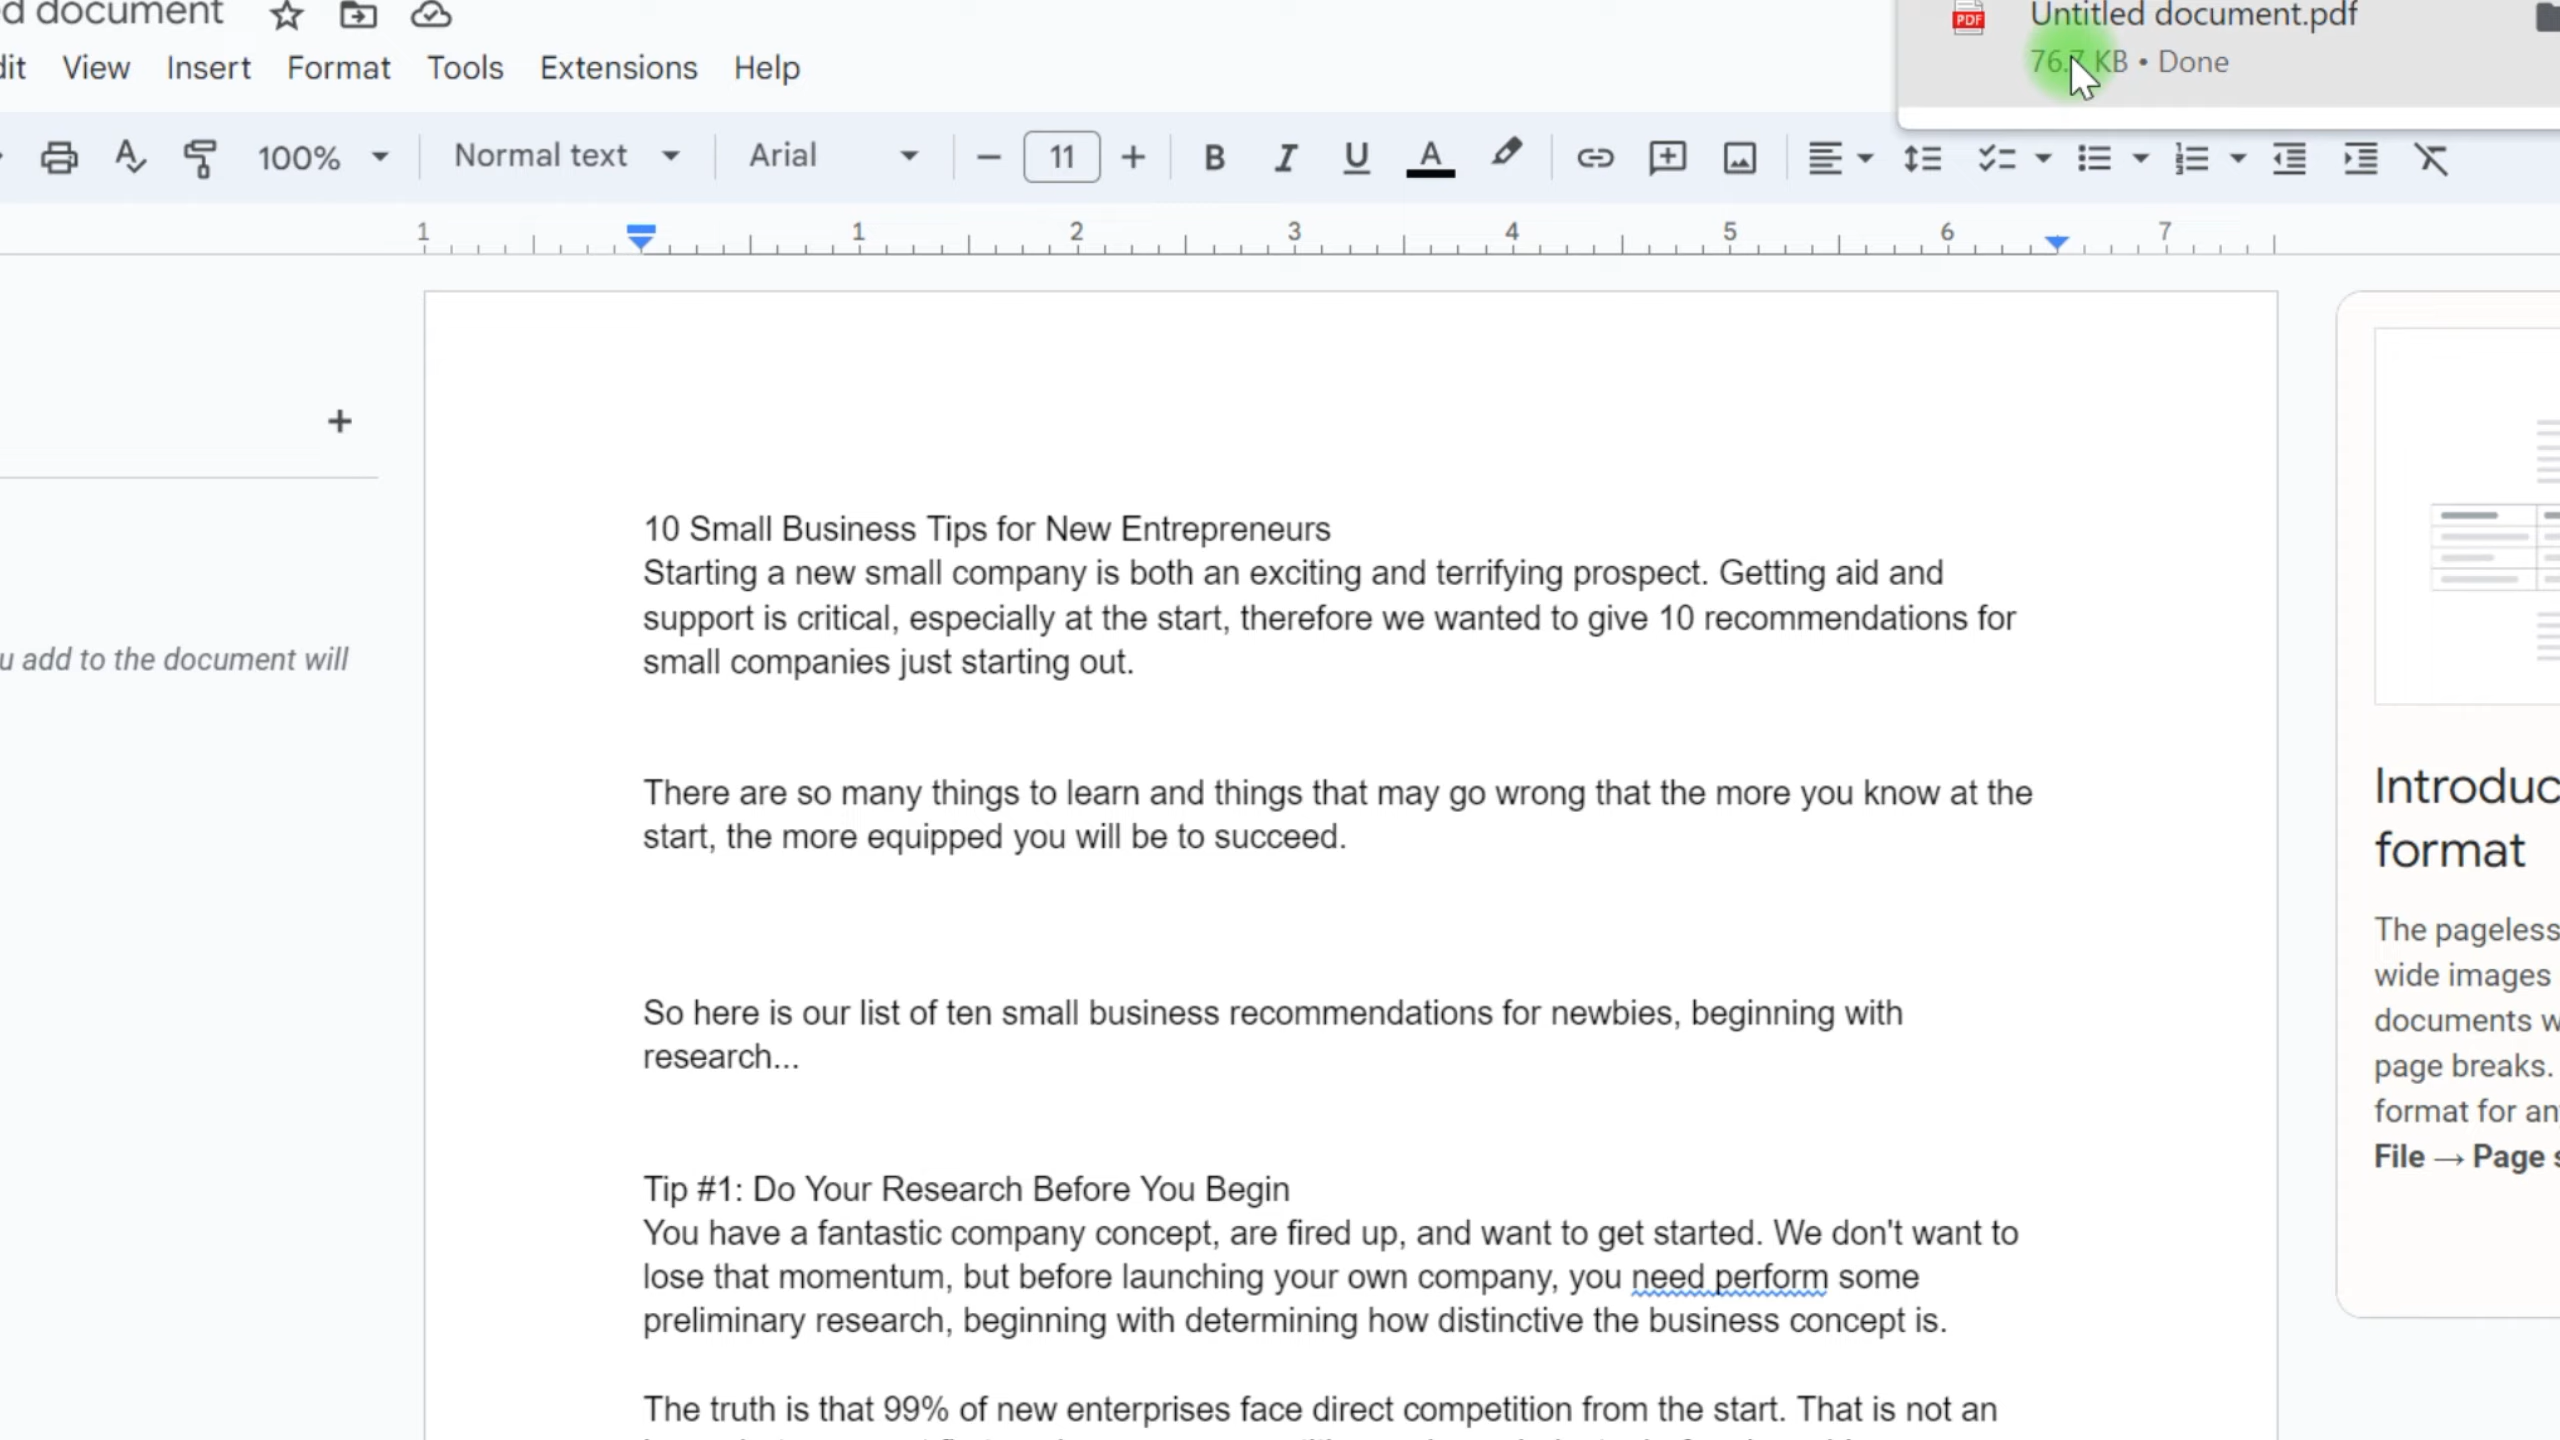 d document
Untitled document.pdf
76.7 KB • Done
dit View Insert Format Tools Extensions Help
100% Normal text Arial 11 B I U A
1 1 2 3 4 5 6 7
10 Small Business Tips for New Entrepreneurs
Starting a new small company is both an exciting and terrifying prospect. Getting aid and
support is critical, especially at the start, therefore we wanted to give 10 recommendations for
small companies just starting out.
There are so many things to learn and things that may go wrong that the more you know at the
start, the more equipped you will be to succeed.
So here is our list of ten small business recommendations for newbies, beginning with
research...
Tip #1: Do Your Research Before You Begin
You have a fantastic company concept, are fired up, and want to get started. We don't want to
lose that momentum, but before launching your own company, you need perform some
preliminary research, beginning with determining how distinctive the business concept is.
The truth is that 99% of new enterprises face direct competition from the start. That is not an
u add to the document will
Introduc
format
The pageless
wide images
documents w
page breaks.
format for an
File → Page s
PDF